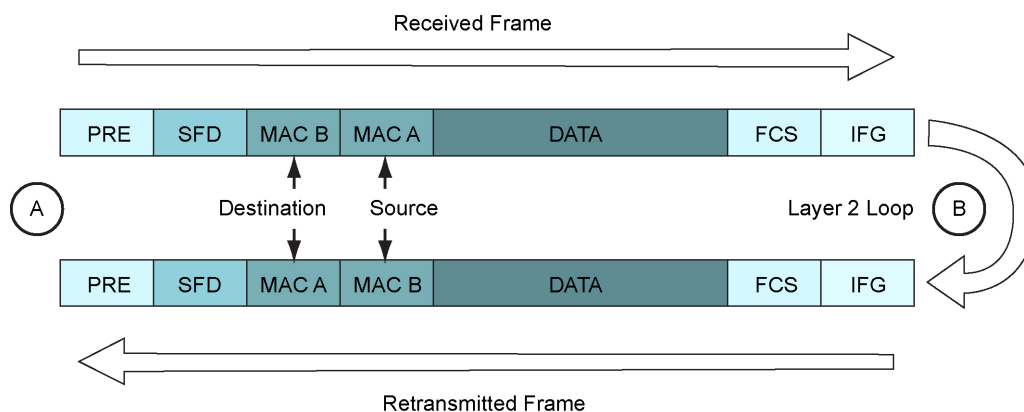 Received Frame
PRE SFD MAC B MAC A DATA FCS IFG
A Destination Source Layer 2 Loop B
PRE SFD MAC A MAC B DATA FCS IFG
Retransmitted Frame